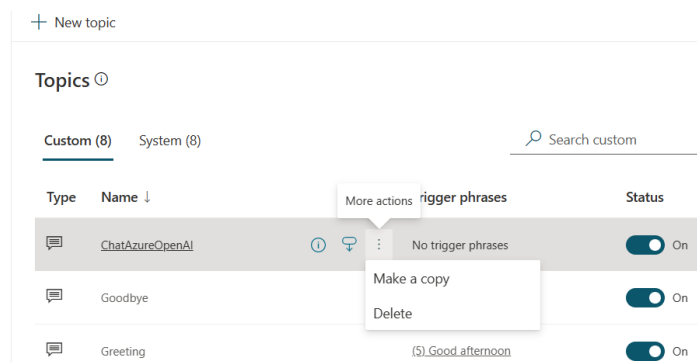 New topic
Topics
Custom (8) System (8) Search custom
Type Name ↓ More actions rigger phrases Status
ChatAzureOpenAI No trigger phrases On
Make a copy
Goodbye On
Delete
Greeting (5) Good afternoon On